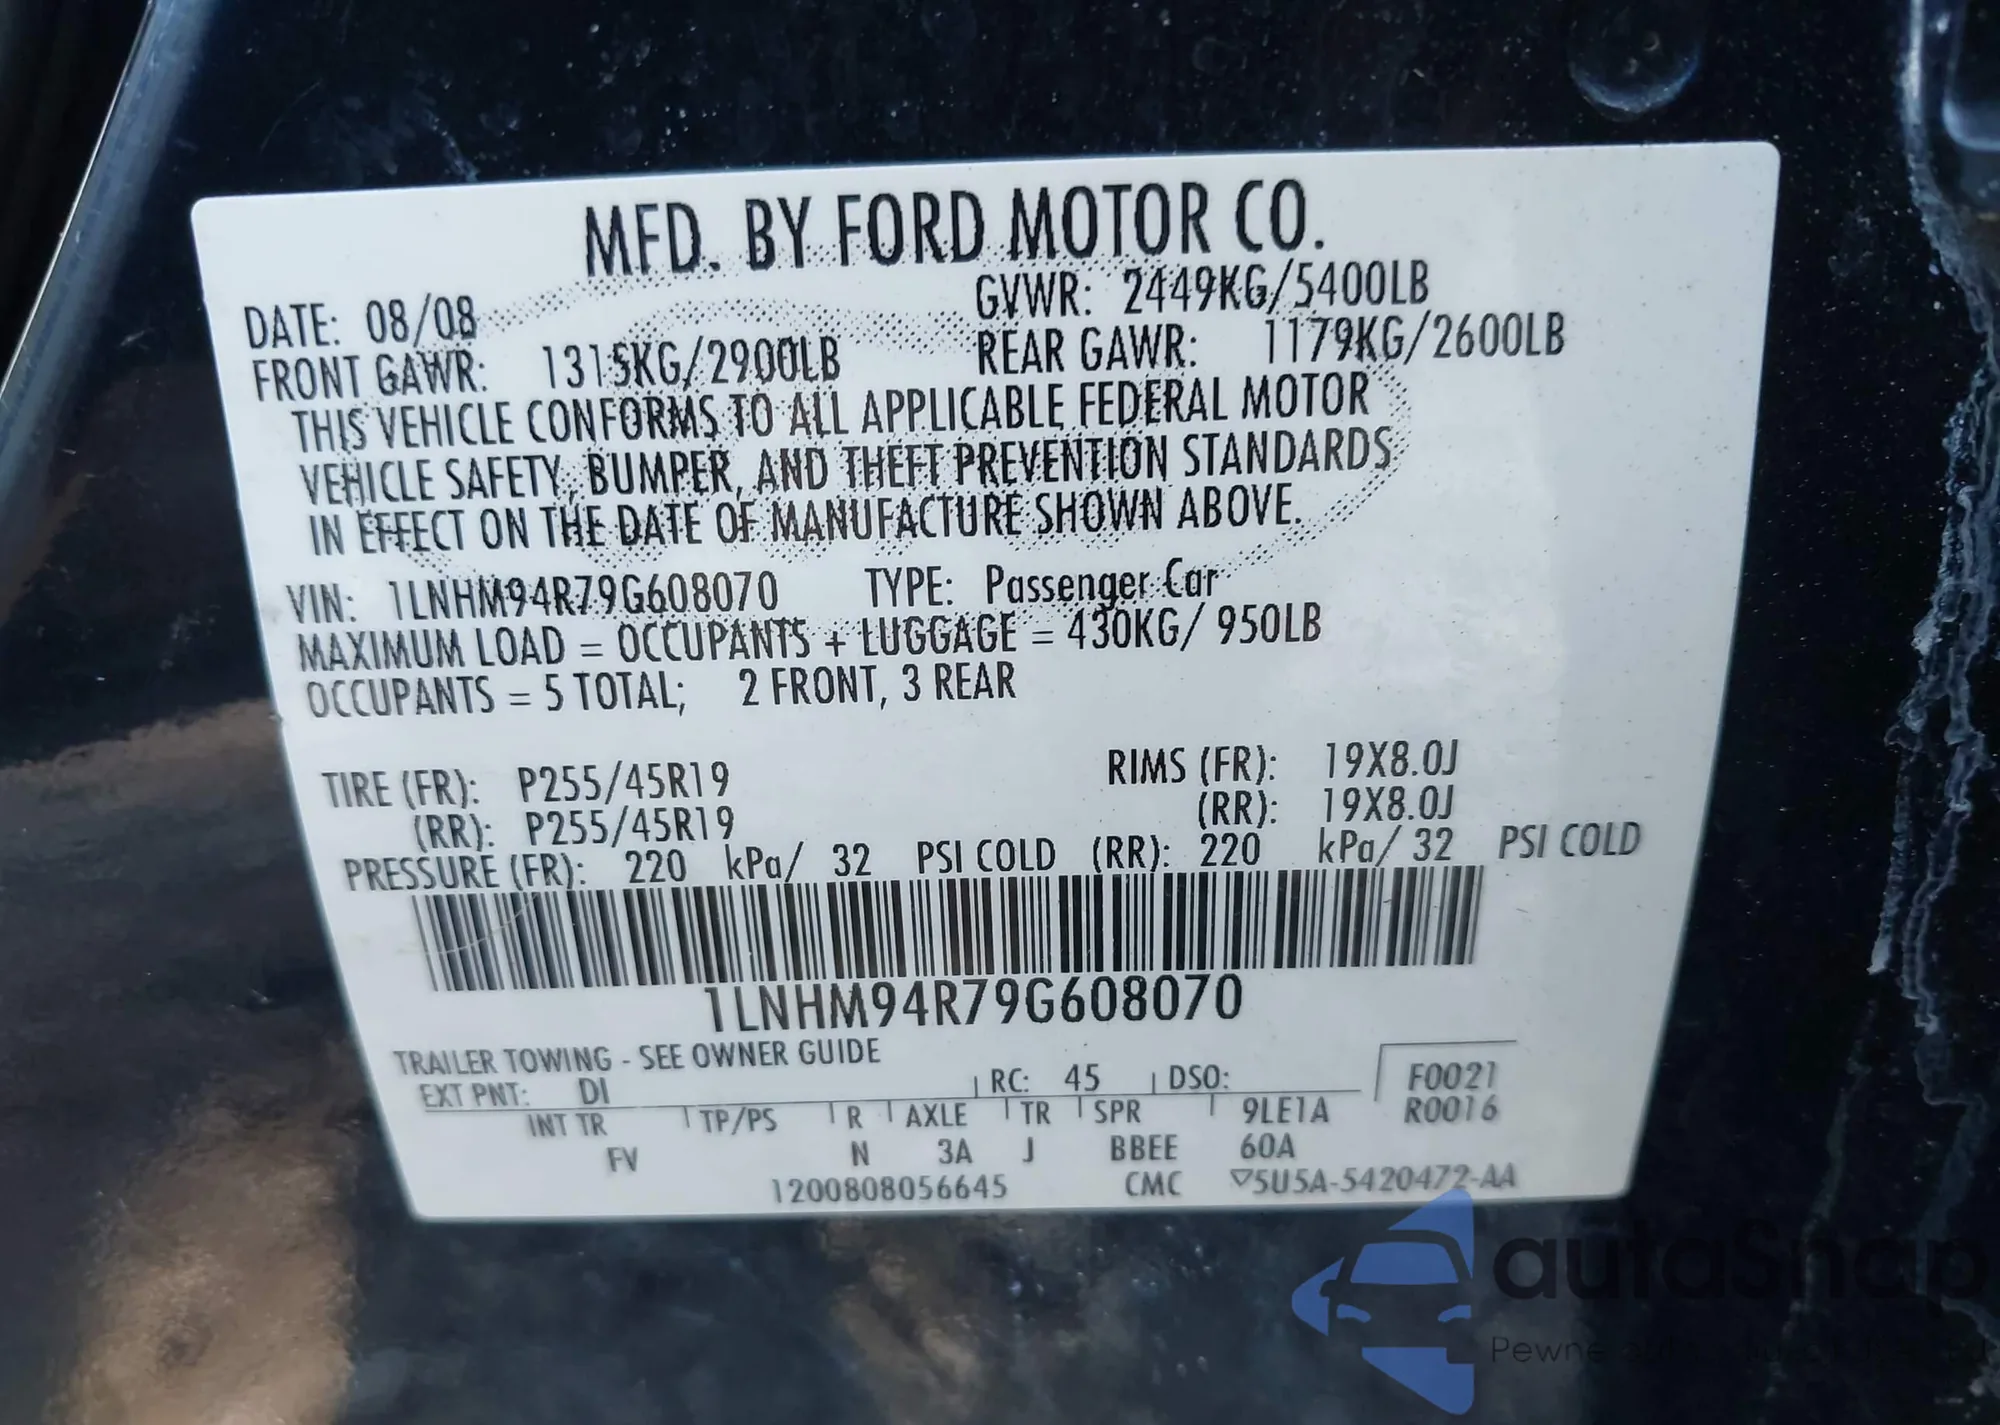 MFD. BY FORD MOTOR CO.
DATE: 08/08 GVWR: 2449KG/5400LB
FRONT GAWR: 1315KG/2900LB REAR GAWR: 1179KG/2600LB
THIS VEHICLE CONFORMS TO ALL APPLICABLE FEDERAL MOTOR
VEHICLE SAFETY, BUMPER, AND THEFT PREVENTION STANDARDS
IN EFFECT ON THE DATE OF MANUFACTURE SHOWN ABOVE.
VIN: 1LNHM94R79G608070 TYPE: Passenger Car
MAXIMUM LOAD = OCCUPANTS + LUGGAGE = 430KG/ 950LB
OCCUPANTS = 5 TOTAL; 2 FRONT, 3 REAR
TIRE (FR): P255/45R19 RIMS (FR): 19X8.0J
(RR): P255/45R19 (RR): 19X8.0J
PRESSURE (FR): 220 kPa/ 32 PSI COLD (RR): 220 kPa/ 32 PSI COLD
1LNHM94R79G608070
TRAILER TOWING - SEE OWNER GUIDE
EXT PNT: DI RC: 45 DSO: F0021
INT TR TP/PS R AXLE TR SPR 9LE1A R0016
FV N 3A J BBEE 60A
1200808056645 CMC ▽5U5A-5420472-AA
autosnap
Pewne